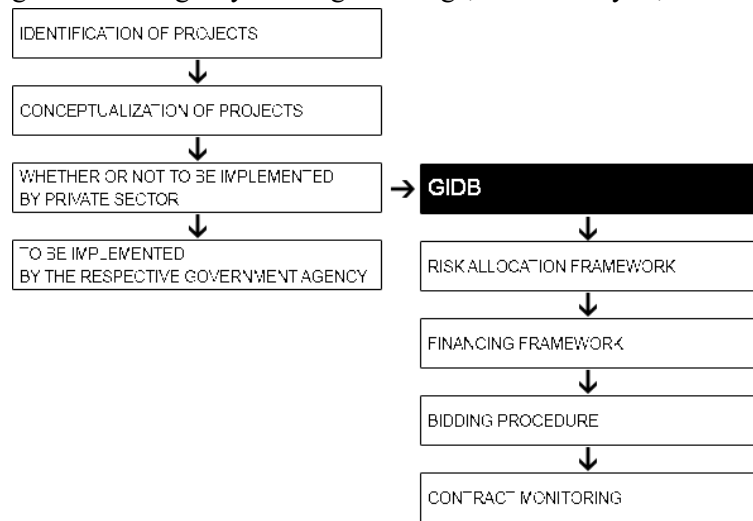 IDENTIFICATION OF PROJECTS
CONCEPTUALIZATION OF PROJECTS
WHETHER OR NOT TO BE IMPLEMENTED
BY PRIVATE SECTOR
TO BE IMPLEMENTED
BY THE RESPECTIVE GOVERNMENT AGENCY
GIDB
RISK ALLOCATION FRAMEWORK
FINANCING FRAMEWORK
BIDDING PROCEDURE
CONTRACT MONITORING